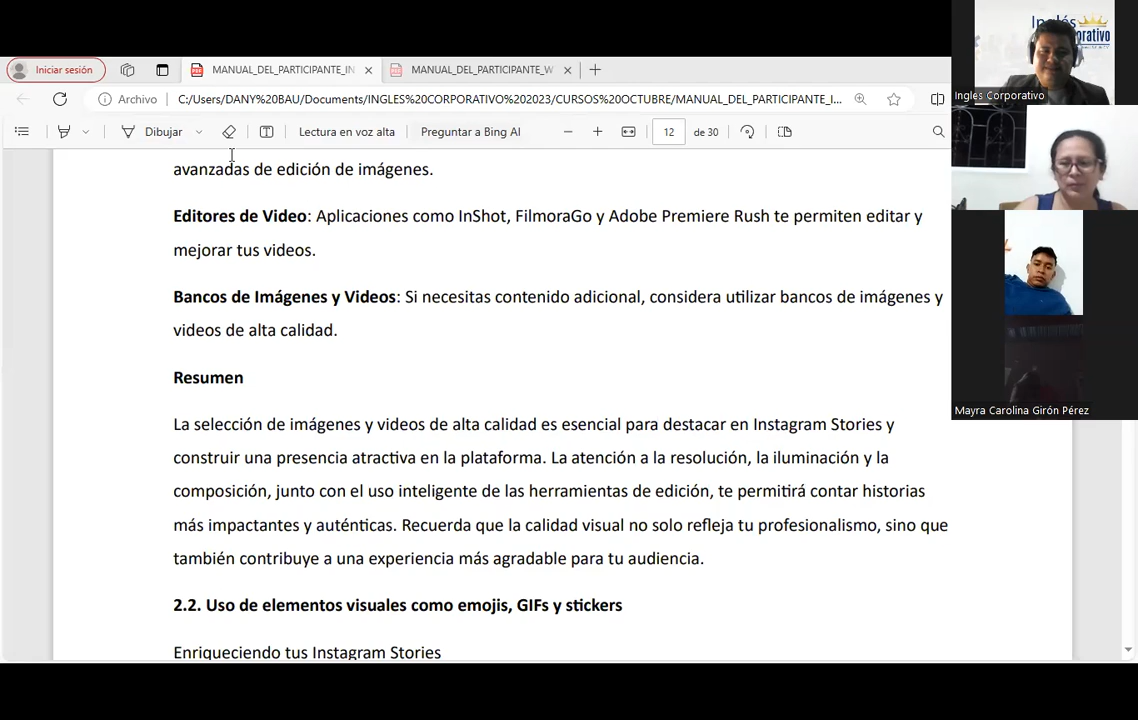 Iniciar sesión
MANUAL_DEL_PARTICIPANTE_IN
MANUAL_DEL_PARTICIPANTE_W
Archivo
C:/Users/DANY%20BAU/Documents/INGLES%20CORPORATIVO%202023/CURSOS%20OCTUBRE/MANUAL_DEL_PARTICIPANTE_I...
Dibujar
Lectura en voz alta
Preguntar a Bing AI
12
de 30
avanzadas de edición de imágenes.
Editores de Video: Aplicaciones como InShot, FilmoraGo y Adobe Premiere Rush te permiten editar y
mejorar tus videos.
Bancos de Imágenes y Videos: Si necesitas contenido adicional, considera utilizar bancos de imágenes y
videos de alta calidad.
Resumen
La selección de imágenes y videos de alta calidad es esencial para destacar en Instagram Stories y
construir una presencia atractiva en la plataforma. La atención a la resolución, la iluminación y la
composición, junto con el uso inteligente de las herramientas de edición, te permitirá contar historias
más impactantes y auténticas. Recuerda que la calidad visual no solo refleja tu profesionalismo, sino que
también contribuye a una experiencia más agradable para tu audiencia.
2.2. Uso de elementos visuales como emojis, GIFs y stickers
Enriqueciendo tus Instagram Stories
Ingles Corporativo
Mayra Carolina Girón Pérez